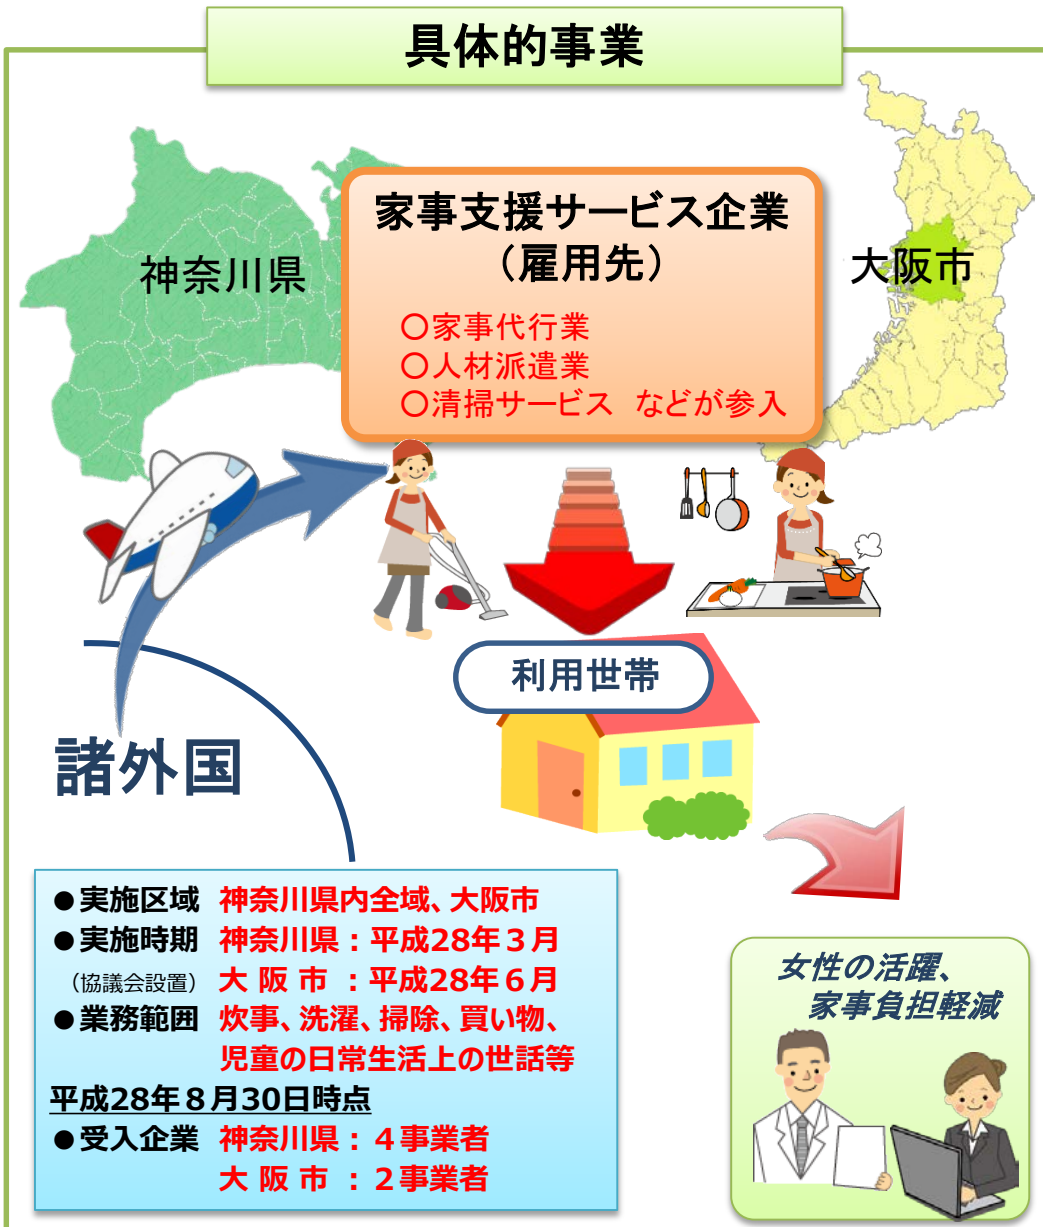 具体的事業
神奈川県
家事支援サービス企業
（雇用先）
○家事代行業
○人材派遣業
○清掃サービス などが参入
大阪市
利用世帯
諸外国
●実施区域 神奈川県内全域、大阪市
●実施時期 神奈川県：平成28年３月
（協議会設置） 大 阪 市 ：平成28年６月
●業務範囲 炊事、洗濯、掃除、買い物、
児童の日常生活上の世話等
平成28年８月30日時点
●受入企業 神奈川県：４事業者
大 阪 市 ：２事業者
女性の活躍、
家事負担軽減